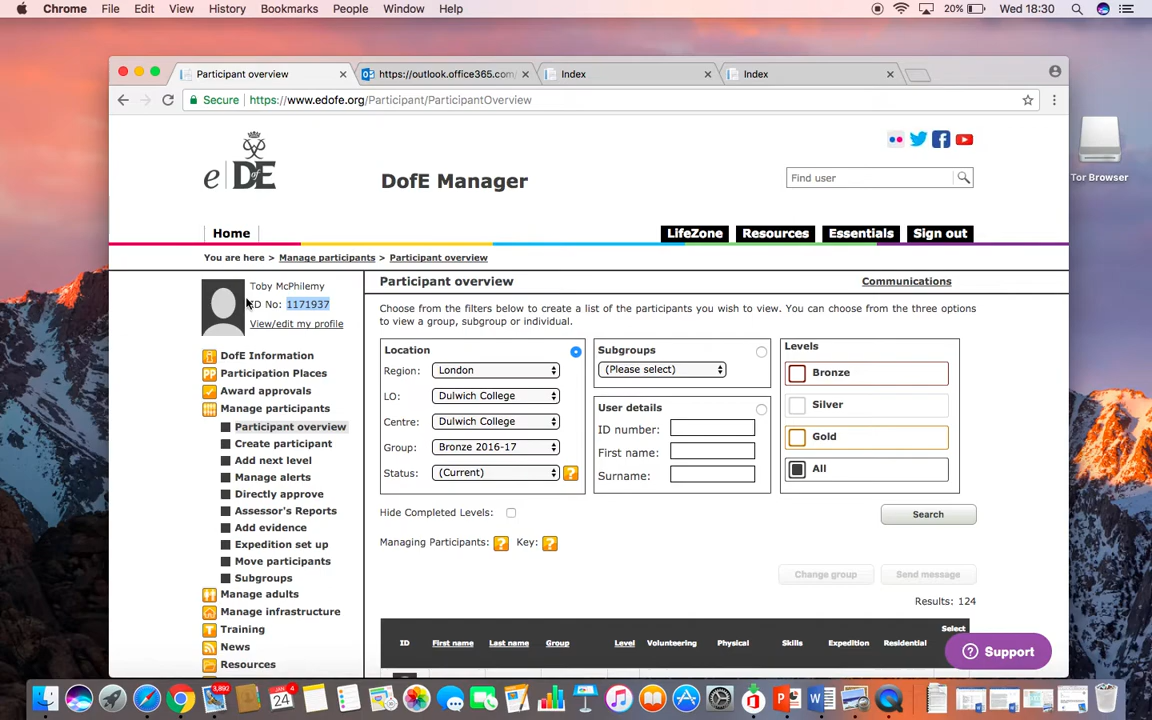 Chrome File Edit View History Bookmarks People Window Help 20% Wed 18:30
Participant overview https://outlook.office365.com/ Index Index
Secure https://www.edofe.org/Participant/ParticipantOverview
Tor Browser
e DofE
DofE Manager
Find user
Home LifeZone Resources Essentials Sign out
You are here > Manage participants > Participant overview
Toby McPhilemy
ID No: 1171937
View/edit my profile
DofE Information
Participation Places
Award approvals
Manage participants
Participant overview
Create participant
Add next level
Manage alerts
Directly approve
Assessor's Reports
Add evidence
Expedition set up
Move participants
Subgroups
Manage adults
Manage infrastructure
Training
News
Resources
Participant overview Communications
Choose from the filters below to create a list of the participants you wish to view. You can choose from the three options
to view a group, subgroup or individual.
Location
Region: London
LO: Dulwich College
Centre: Dulwich College
Group: Bronze 2016-17
Status: (Current) ?
Subgroups
(Please select)
User details
ID number:
First name:
Surname:
Levels
Bronze
Silver
Gold
All
Hide Completed Levels:
Search
Managing Participants: ? Key: ?
Change group Send message
Results: 124
ID First name Last name Group Level Volunteering Physical Skills Expedition Residential Select
? Support
3,892
JAN 24 4